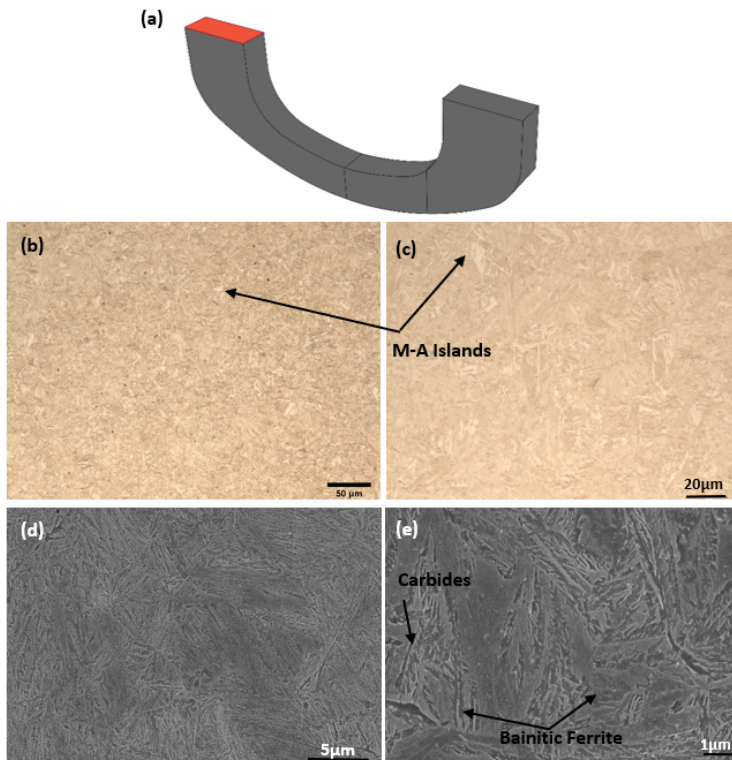 (a)
(b)
(c)
M-A Islands
50 µm
20µm
(d)
(e)
Carbides
Bainitic Ferrite
5µm
1µm